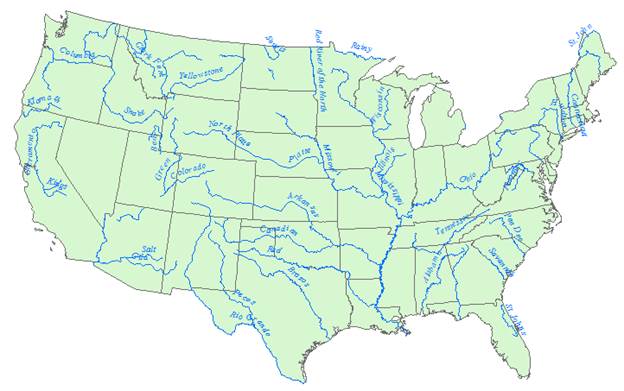 St John
Red River of the North
Souris
Rainy
Columbia
Clark Fork
Yellowstone
Wisconsin
Connecticut
Klamath
Snake
Sacramento
Bear
North Platte
Platte
Missouri
Illinois
Mississippi
Ohio
Green
Colorado
Kings
Arkansas
Tennessee
Pee Dee
Canadian
Salt
Gila
Red
Brazos
Alabama
Savannah
Pecos
Rio Grande
St Johns